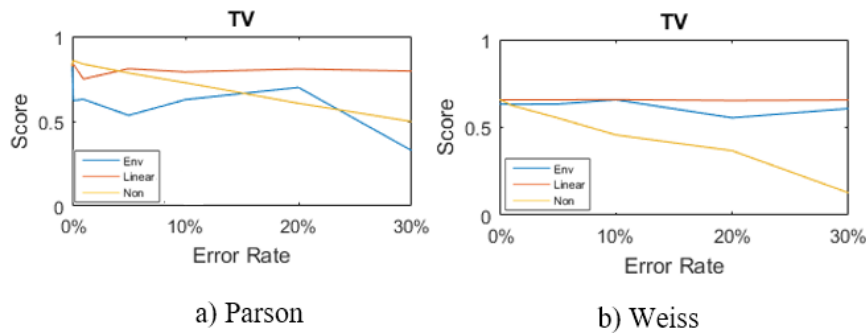 TV
Score
1
0.5
0
Env
Linear
Non
0%
10%
20%
30%
Error Rate
a) Parson
TV
Score
1
0.5
0
Env
Linear
Non
0%
10%
20%
30%
Error Rate
b) Weiss